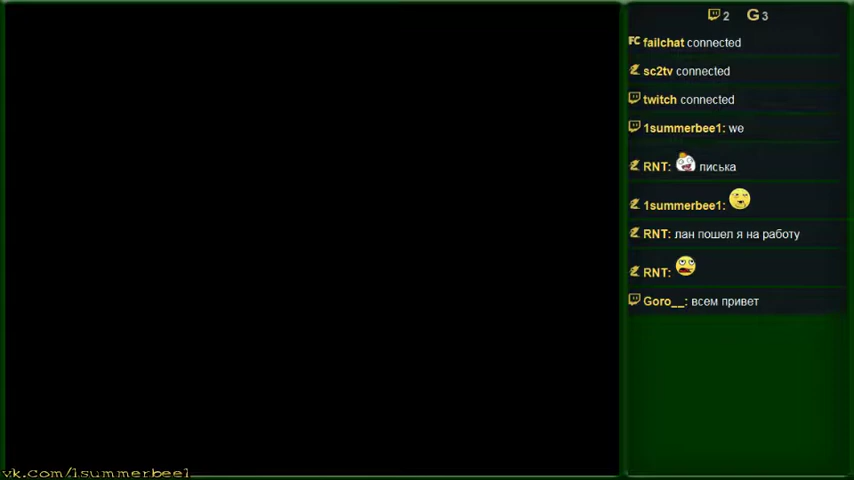 2 G3
FC failchat connected
sc2tv connected
twitch connected
1summerbee1: we
RNT: писька
1summerbee1:
RNT: лан пошел я на работу
RNT:
Goro__: всем привет
vk.com/1summerbee1